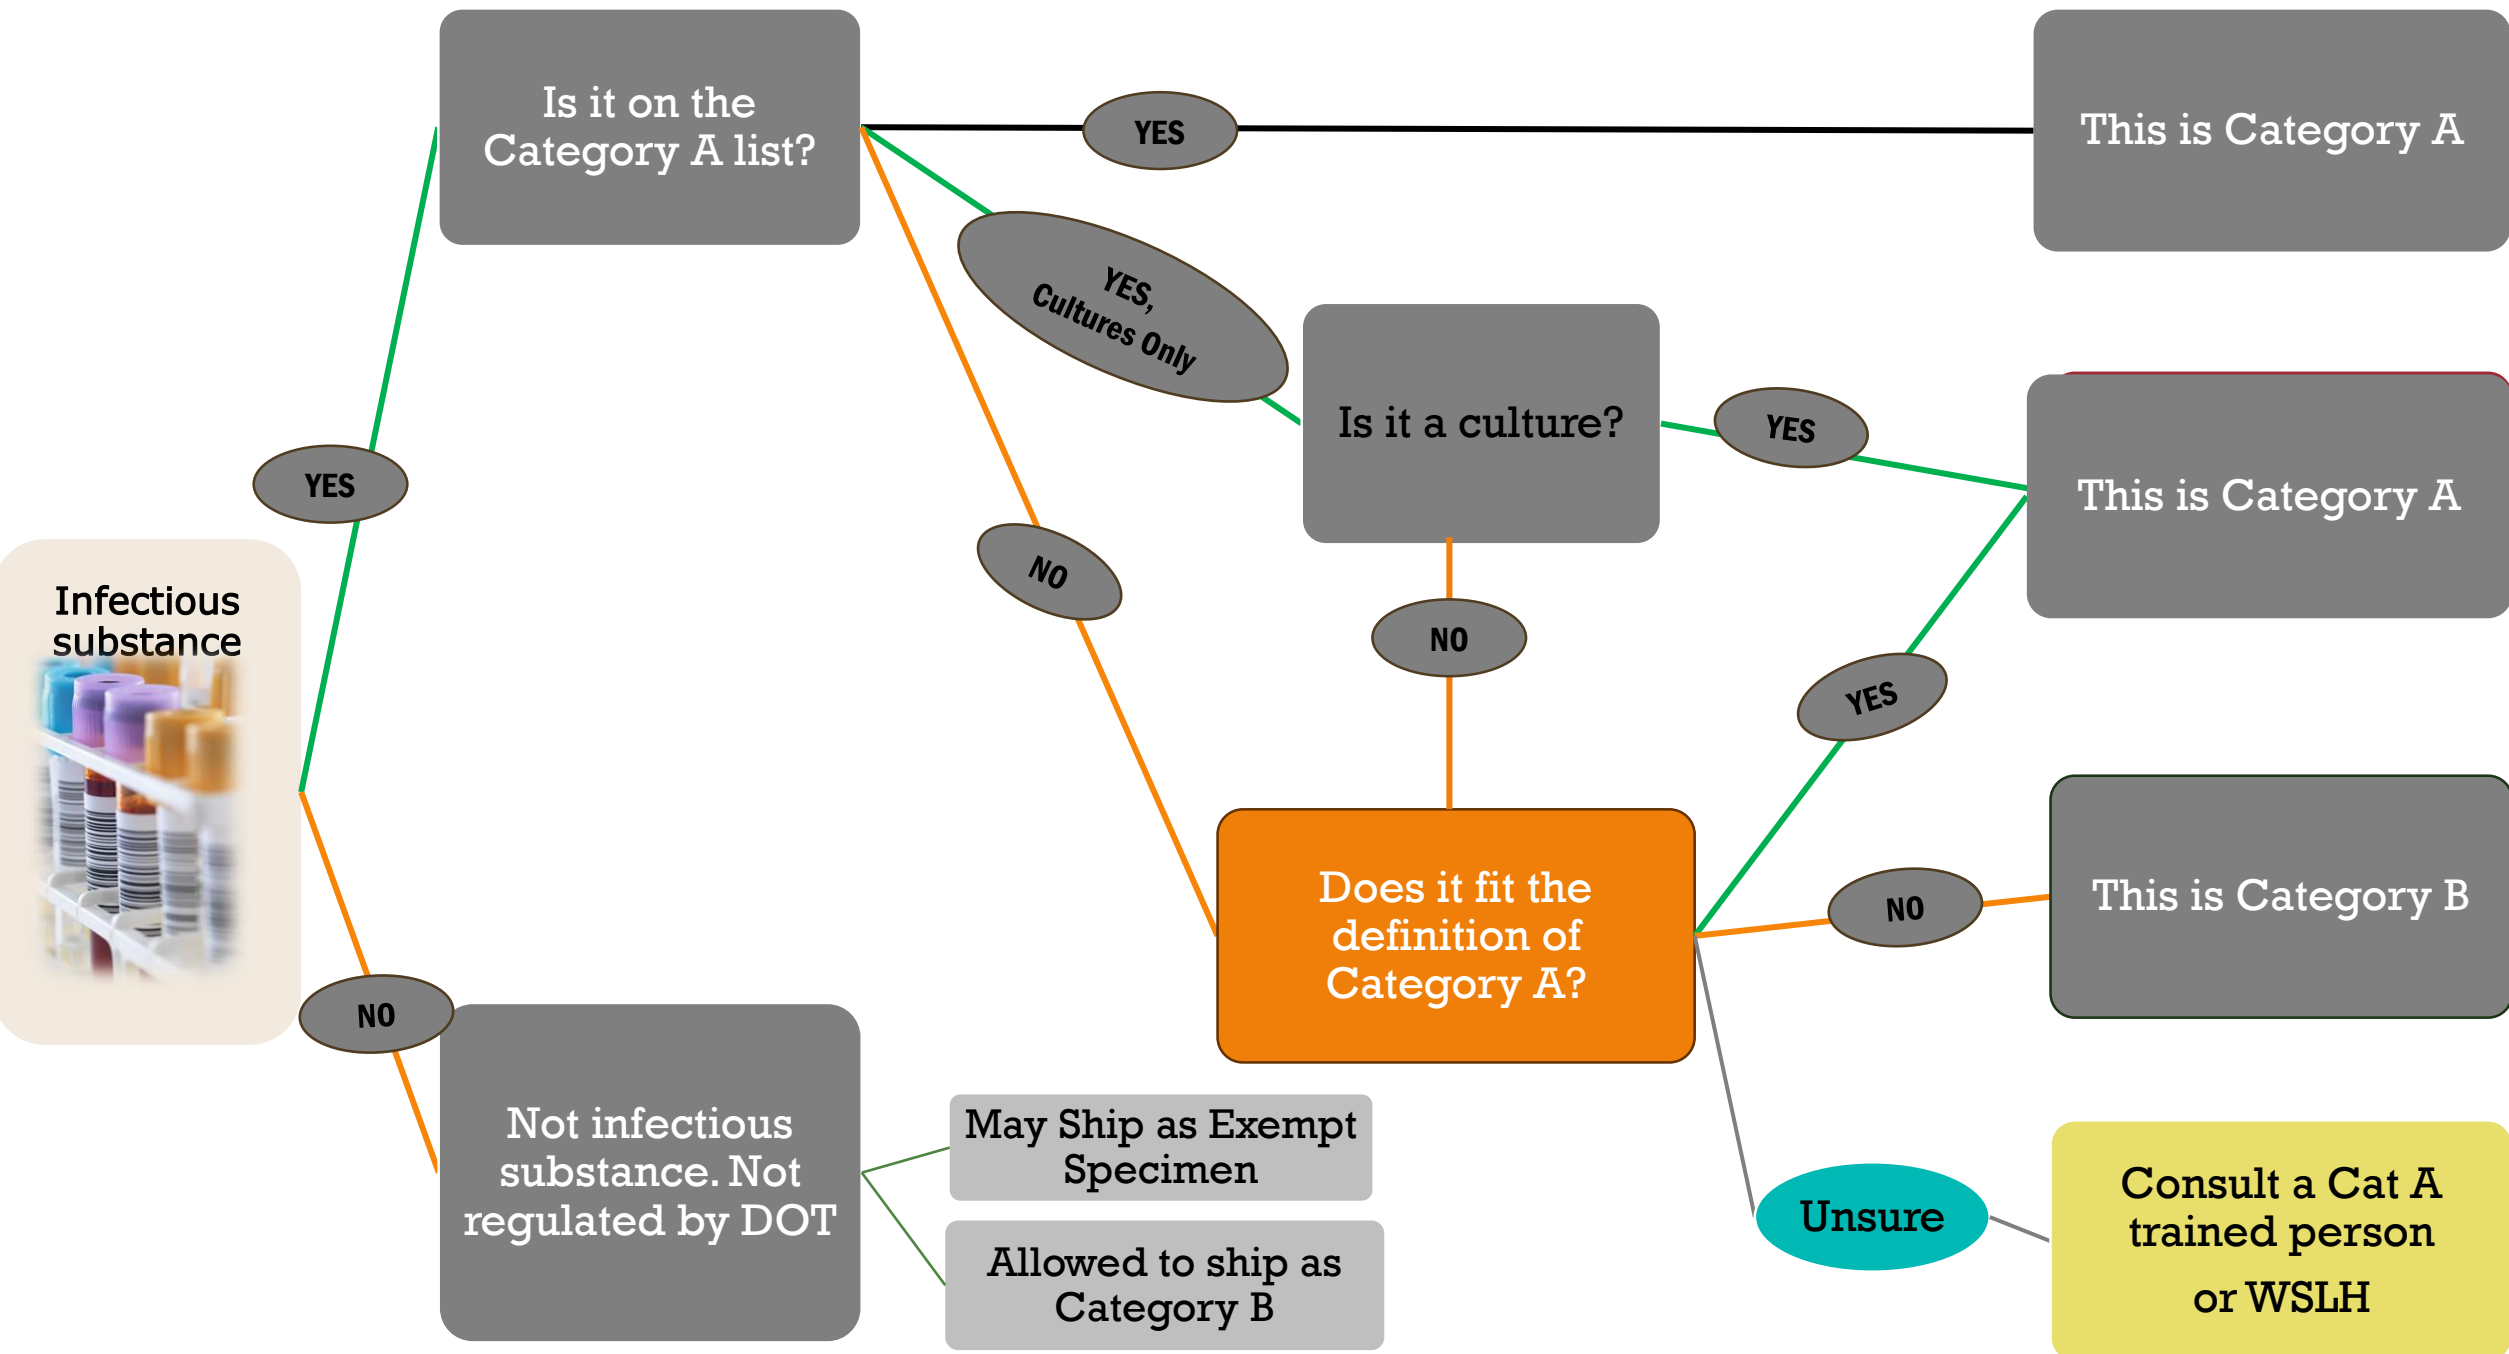 Is it on the
Category A list?
YES
This is Category A
YES,
Cultures Only
Is it a culture?
YES
This is Category A
YES
NO
NO
Infectious
substance
YES
Does it fit the
definition of
Category A?
NO
This is Category B
NO
Not infectious
substance. Not
regulated by DOT
May Ship as Exempt
Specimen
Allowed to ship as
Category B
Unsure
Consult a Cat A
trained person
or WSLH